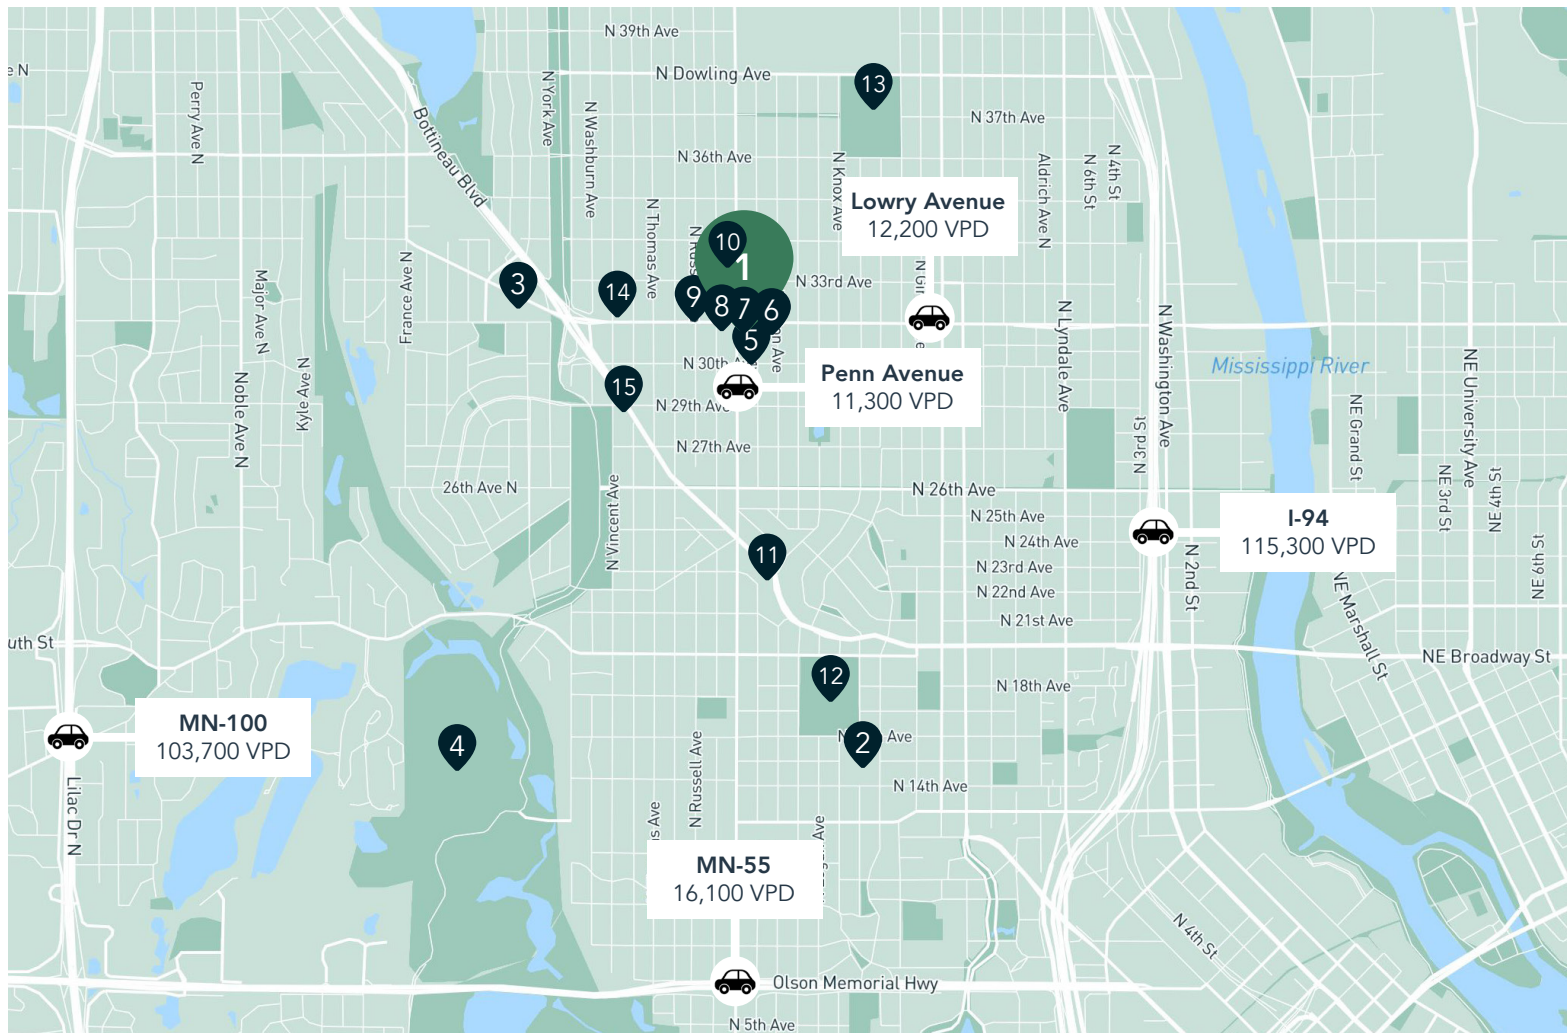 N 39th Ave
N Dowling Ave
e N
13
N York Ave
Perry Ave N
N Washburn Ave
Bottineau Blvd
N 37th Ave
N 36th Ave
N Knox Ave
Aldrich Ave N
N 6th St
N 4th St
Lowry Avenue
12,200 VPD
N Thomas Ave
10
1
France Ave N
Major Ave N
3
14
9
8
7
6
5
N 33rd Ave
N Lyndale Ave
N Washington Ave
Mississippi River
N 30th Ave
Penn Avenue
11,300 VPD
15
N 29th Ave
Kyle Ave N
Noble Ave N
N 27th Ave
NE University Ave
NE Grand St
N 3rd St
26th Ave N
N 26th Ave
NE 3rd St
NE 4th St
N Vincent Ave
N 25th Ave
I-94
115,300 VPD
N 24th Ave
11
N 23rd Ave
N 22nd Ave
N 2nd St
NE 6th St
NE Marshall St
N 21st Ave
uth St
NE Broadway St
12
N 18th Ave
MN-100
103,700 VPD
4
2
Ave
N Russell Ave
N 14th Ave
Lilac Dr N
MN-55
16,100 VPD
N 4th St
Olson Memorial Hwy
N 5th Ave